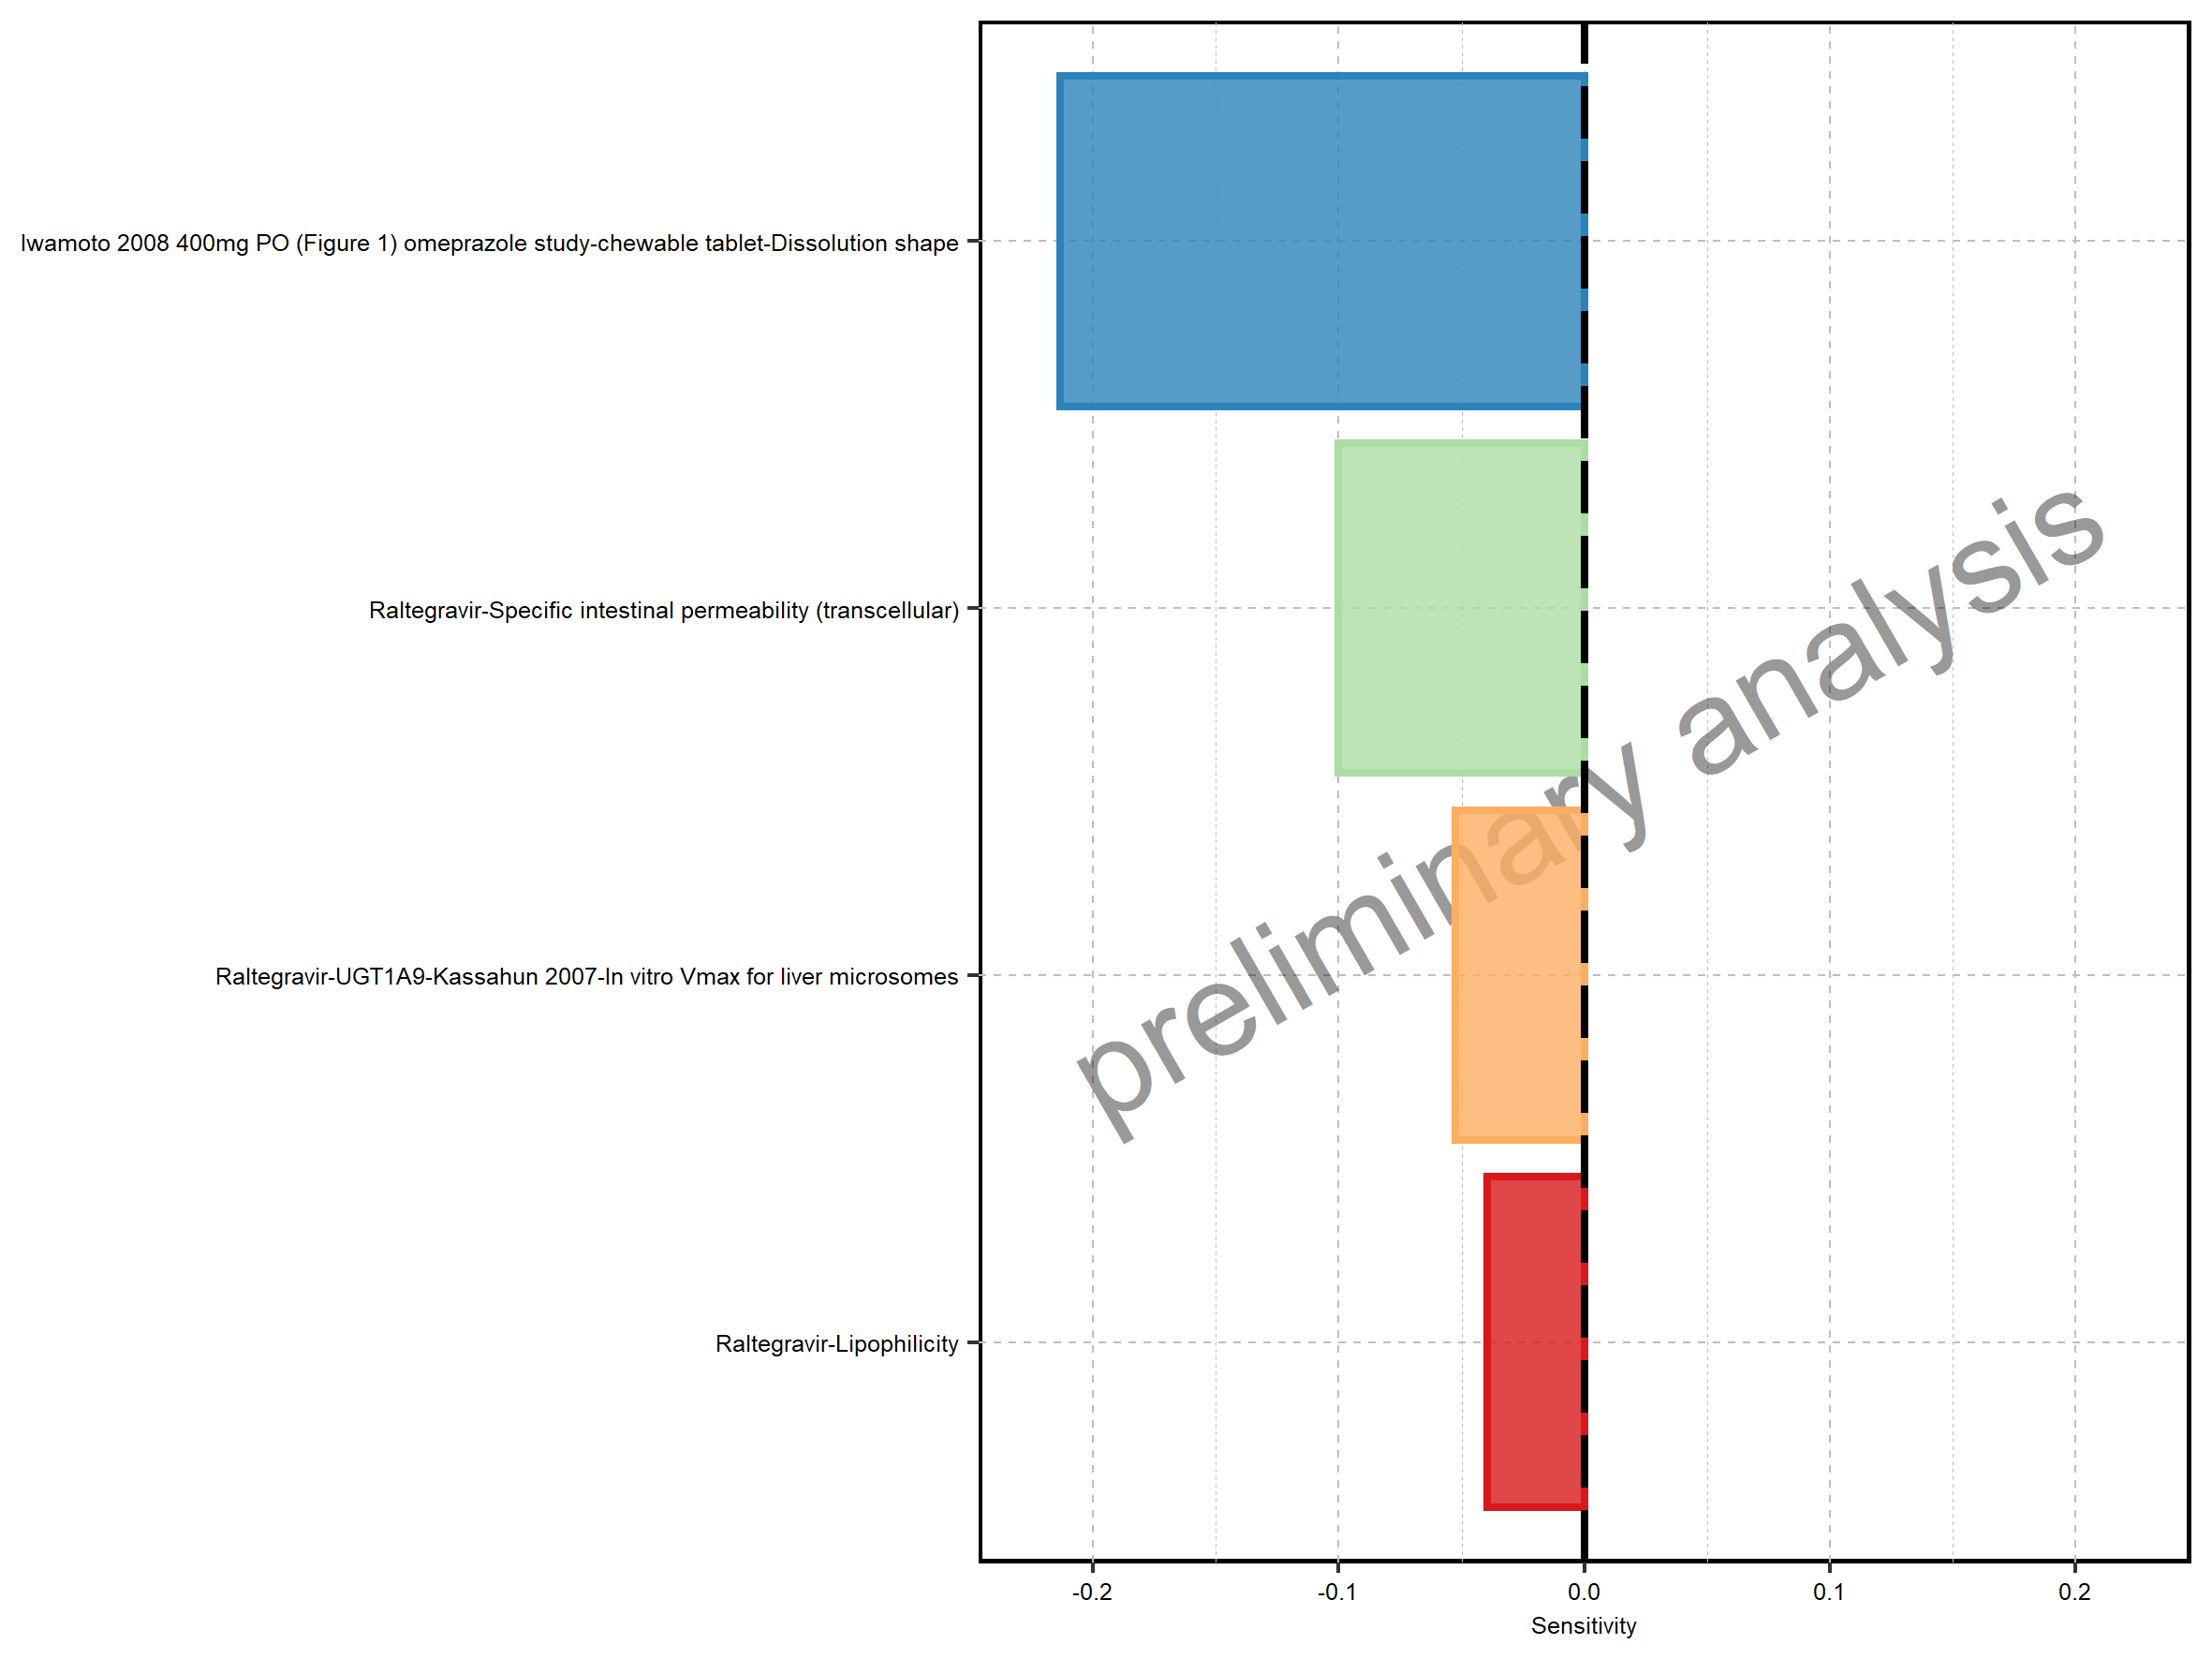 Iwamoto 2008 400mg PO (Figure 1) omeprazole study-chewable tablet-Dissolution shape
Raltegravir-Specific intestinal permeability (transcellular)
Raltegravir-UGT1A9-Kassahun 2007-In vitro Vmax for liver microsomes
Raltegravir-Lipophilicity
preliminary analysis
-0.2 -0.1 0.0 0.1 0.2
Sensitivity